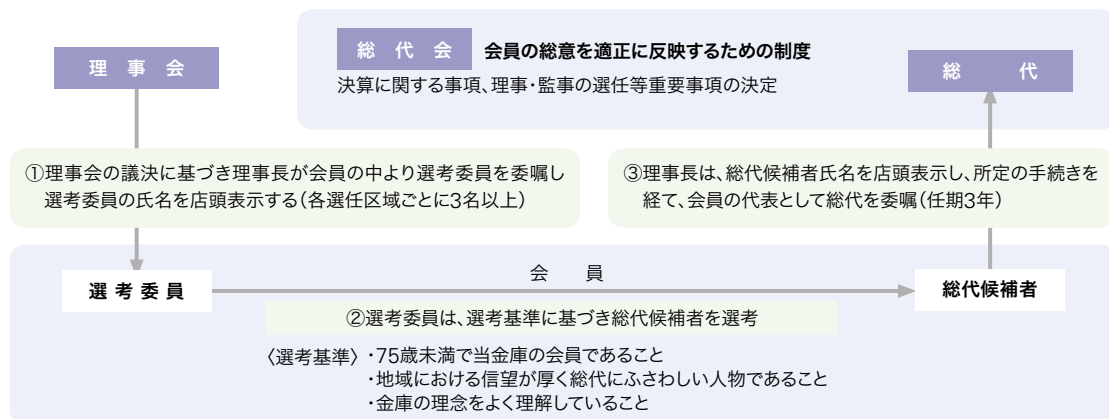 理事会
総代会 会員の総意を適正に反映するための制度
決算に関する事項、理事・監事の選任等重要事項の決定
総代
①理事会の議決に基づき理事長が会員の中より選考委員を委嘱し
選考委員の氏名を店頭表示する（各選任区域ごとに3名以上）
③理事長は、総代候補者氏名を店頭表示し、所定の手続きを
経て、会員の代表として総代を委嘱（任期3年）
会員
選考委員
総代候補者
②選考委員は、選考基準に基づき総代候補者を選考
〈選考基準〉・75歳未満で当金庫の会員であること
・地域における信望が厚く総代にふさわしい人物であること
・金庫の理念をよく理解していること